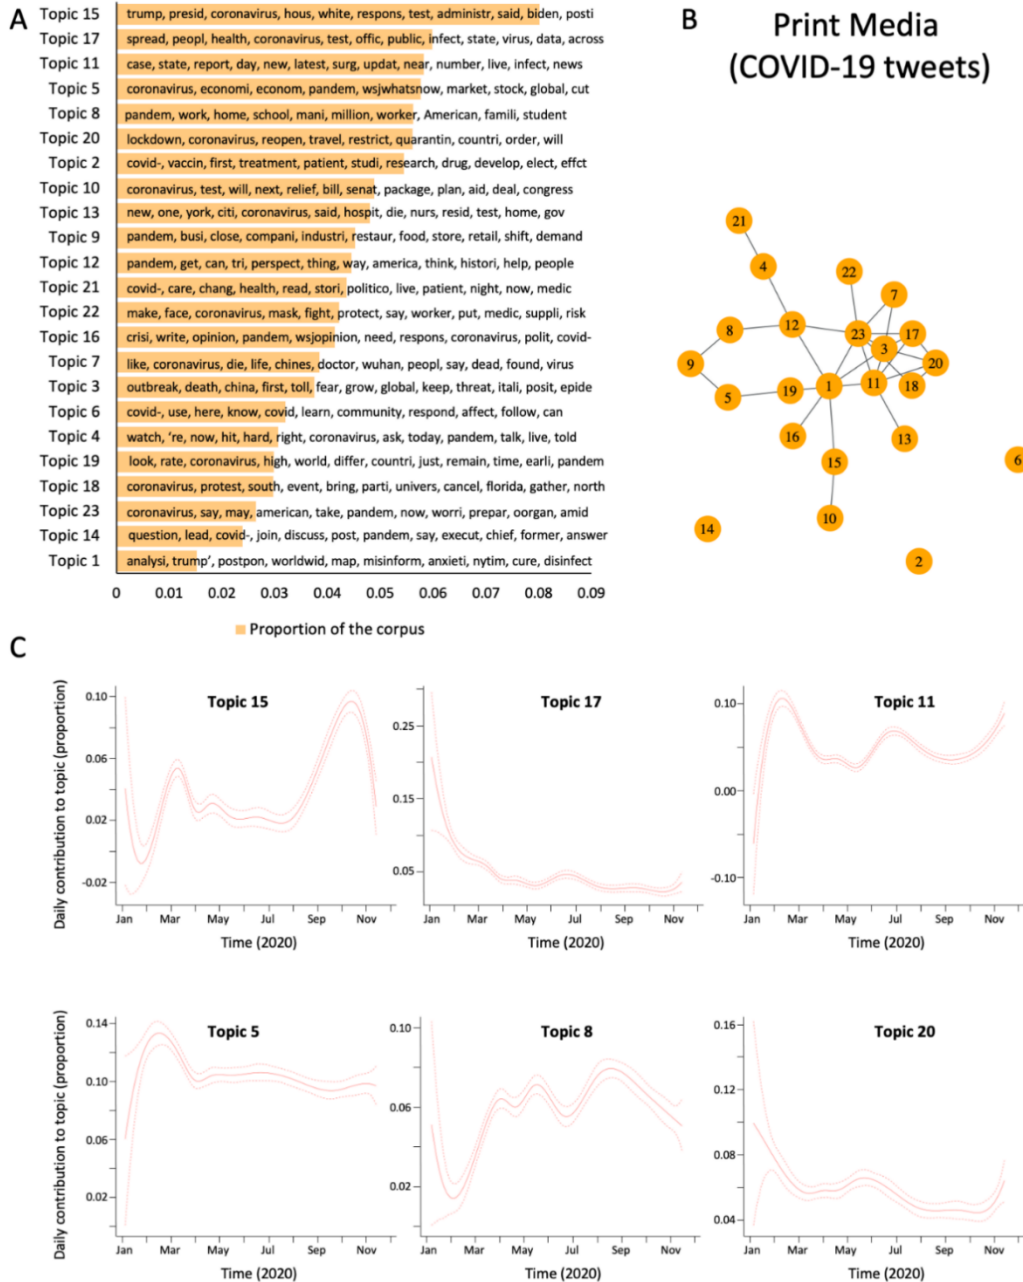 A
Topic 15 trump, presid, coronavirus, hous, white, respons, test, administr, said, biden, posti
Topic 17 spread, peopl, health, coronavirus, test, offic, public, infect, state, virus, data, across
Topic 11 case, state, report, day, new, latest, surg, updat, near, number, live, infect, news
Topic 5 coronavirus, economi, econom, pandem, wsjwhatsnow, market, stock, global, cut
Topic 8 pandem, work, home, school, mani, million, worker, American, famili, student
Topic 20 lockdown, coronavirus, reopen, travel, restrict, quarantin, countri, order, will
Topic 2 covid-, vaccin, first, treatment, patient, studi, research, drug, develop, elect, effct
Topic 10 coronavirus, test, will, next, relief, bill, senat, package, plan, aid, deal, congress
Topic 13 new, one, york, citi, coronavirus, said, hospit, die, nurs, resid, test, home, gov
Topic 9 pandem, busi, close, compani, industri, restaur, food, store, retail, shift, demand
Topic 12 pandem, get, can, tri, perspect, thing, way, america, think, histori, help, people
Topic 21 covid-, care, chang, health, read, stori, politico, live, patient, night, now, medic
Topic 22 make, face, coronavirus, mask, fight, protect, say, worker, put, medic, suppli, risk
Topic 16 crisi, write, opinion, pandem, wsjopinion, need, respons, coronavirus, polit, covid-
Topic 7 like, coronavirus, die, life, chines, doctor, wuhan, peopl, say, dead, found, virus
Topic 3 outbreak, death, china, first, toll, fear, grow, global, keep, threat, itali, posit, epide
Topic 6 covid-, use, here, know, covid, learn, community, respond, affect, follow, can
Topic 4 watch, 're, now, hit, hard, right, coronavirus, ask, today, pandem, talk, live, told
Topic 19 look, rate, coronavirus, high, world, differ, countri, just, remain, time, earli, pandem
Topic 18 coronavirus, protest, south, event, bring, parti, univers, cancel, florida, gather, north
Topic 23 coronavirus, say, may, american, take, pandem, now, worri, prepar, oorgan, amid
Topic 14 question, lead, covid-, join, discuss, post, pandem, say, execut, chief, former, answer
Topic 1 analysi, trump', postpon, worldwid, map, misinform, anxieti, nytim, cure, disinfect
0 0.01 0.02 0.03 0.04 0.05 0.06 0.07 0.08 0.09
Proportion of the corpus
B
Print Media
(COVID-19 tweets)
21
4
22
7
8
12
23
17
3
20
9
5
19
1
11
18
16
13
15
6
10
14
2
C
Daily contribution to topic (proportion)
Topic 15
0.10
0.06
0.02
-0.02
Jan Mar May Jul Sep Nov
Time (2020)
Topic 17
0.25
0.15
0.05
Jan Mar May Jul Sep Nov
Time (2020)
Topic 11
0.10
0.00
-0.10
Jan Mar May Jul Sep Nov
Time (2020)
Daily contribution to topic (proportion)
Topic 5
0.14
0.10
0.06
0.02
Jan Mar May Jul Sep Nov
Time (2020)
Topic 8
0.10
0.06
0.02
Jan Mar May Jul Sep Nov
Time (2020)
Topic 20
0.16
0.12
0.08
0.04
Jan Mar May Jul Sep Nov
Time (2020)